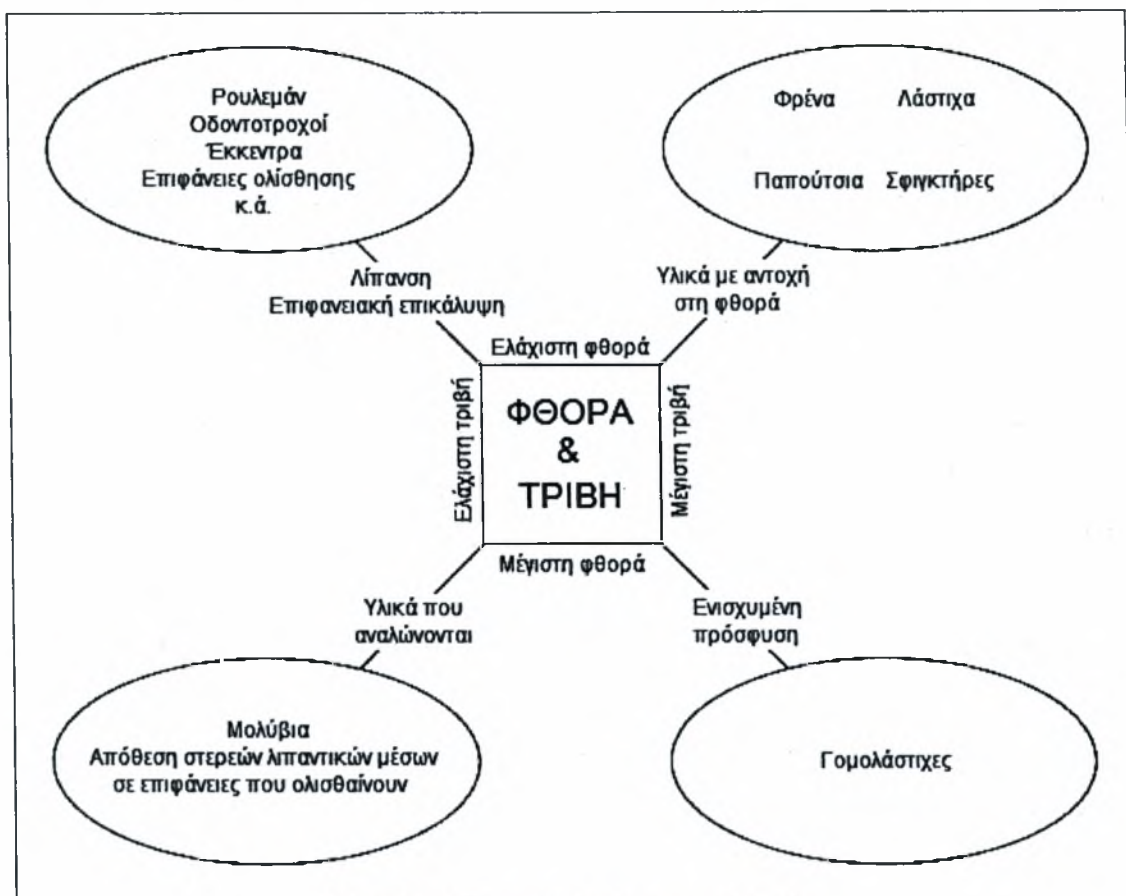 Ρουλεμάν
Οδοντοτροχοί
Έκκεντρα
Επιφάνειες ολίσθησης
κ.ά.
Φρένα Λάστιχα
Παπούτσια Σφιγκτήρες
Λίπανση
Επιφανειακή επικάλυψη
Υλικά με αντοχή
στη φθορά
Ελάχιστη φθορά
Ελάχιστη τριβή
ΦΘΟΡΑ
&
ΤΡΙΒΗ
Μέγιστη τριβή
Μέγιστη φθορά
Υλικά που
αναλώνονται
Ενισχυμένη
πρόσφυση
Μολύβια
Απόθεση στερεών λιπαντικών μέσων
σε επιφάνειες που ολισθαίνουν
Γομολάστιχες